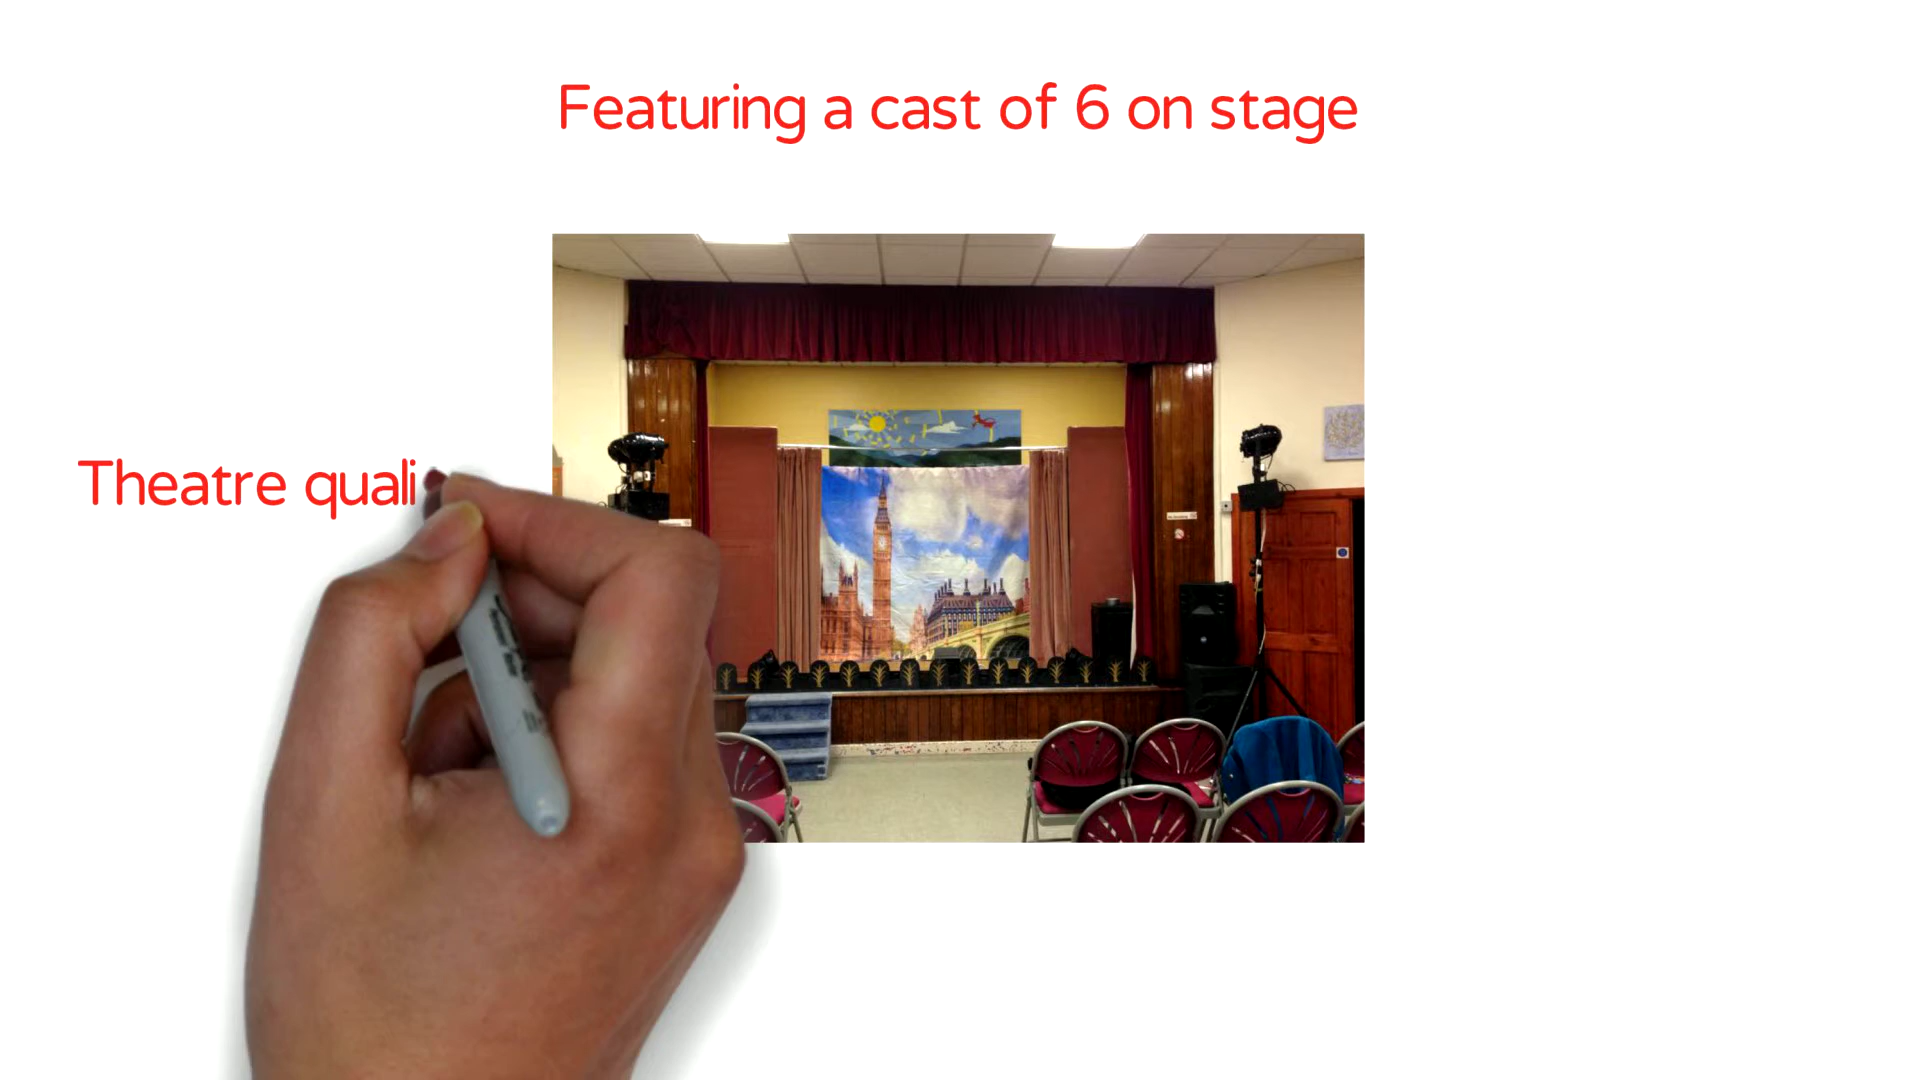 Featuring a cast of 6 on stage
Theatre quali